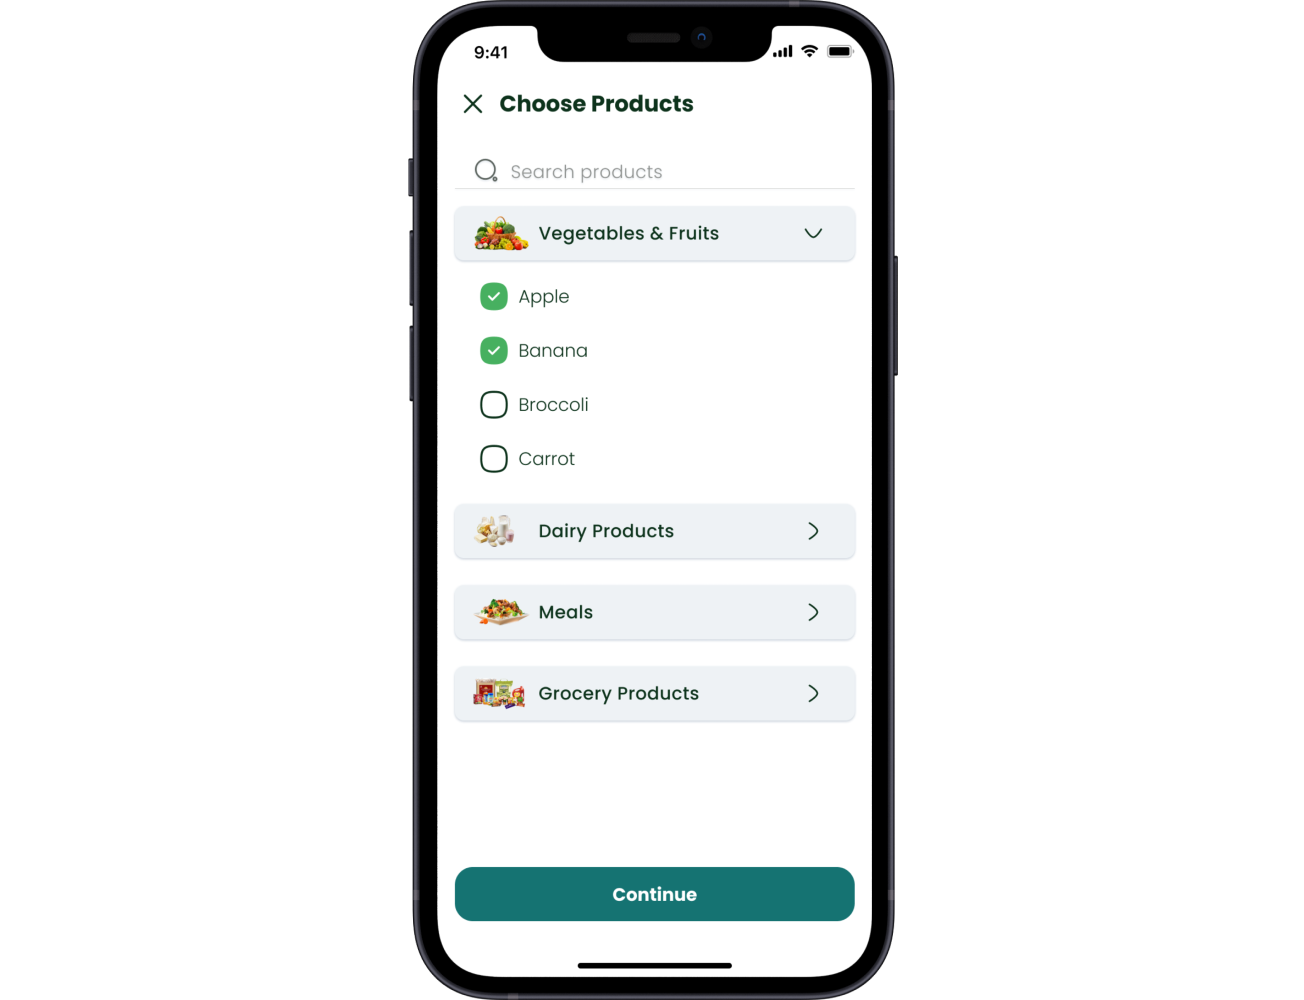 9:41
Choose Products
Search products
Vegetables & Fruits
Apple
Banana
Broccoli
Carrot
Dairy Products
Meals
Grocery Products
Continue